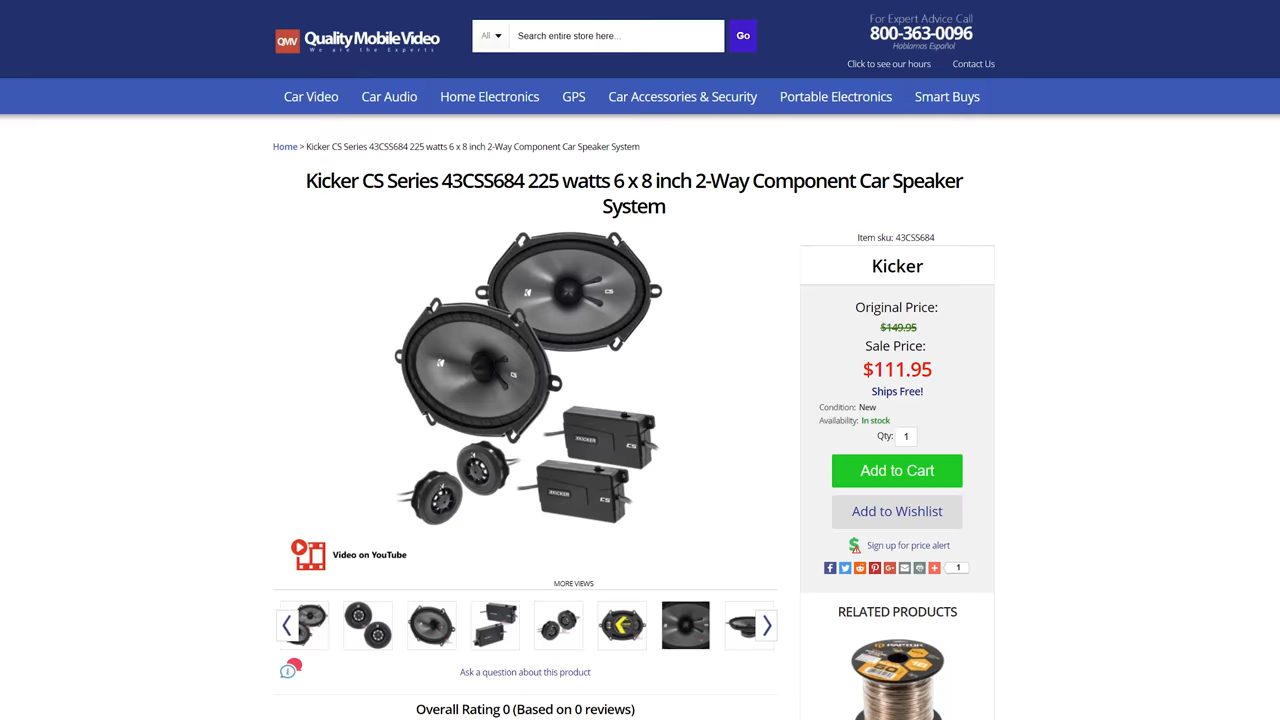 For Expert Advice Call
QMV Quality Mobile Video
We are the Experts
All
Search entire store here...
Go
800-363-0096
Hablamos Español
Click to see our hours
Contact Us
Car Video
Car Audio
Home Electronics
GPS
Car Accessories & Security
Portable Electronics
Smart Buys
Home > Kicker CS Series 43CSS684 225 watts 6 x 8 inch 2-Way Component Car Speaker System
Kicker CS Series 43CSS684 225 watts 6 x 8 inch 2-Way Component Car Speaker
System
Item sku: 43CSS684
Kicker
Original Price:
$149.95
Sale Price:
$111.95
Ships Free!
Condition: New
Availability: In stock
Qty: 1
Add to Cart
Add to Wishlist
Sign up for price alert
1
KICKER
CS
KICKER
CS
Video on YouTube
MORE VIEWS
Ask a question about this product
Overall Rating 0 (Based on 0 reviews)
RELATED PRODUCTS
RAPTOR